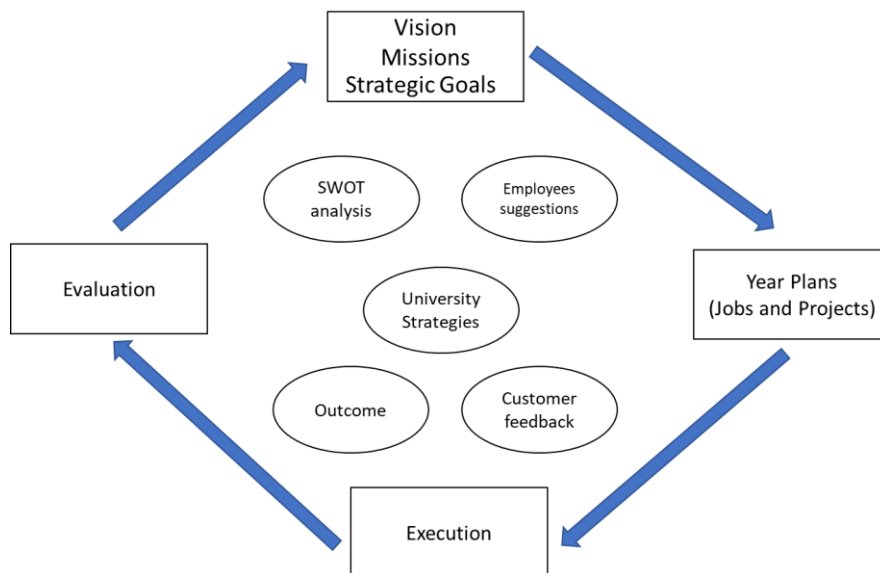 Vision
Missions
Strategic Goals
SWOT
analysis
Employees
suggestions
Evaluation
University
Strategies
Year Plans
(Jobs and Projects)
Outcome
Customer
feedback
Execution